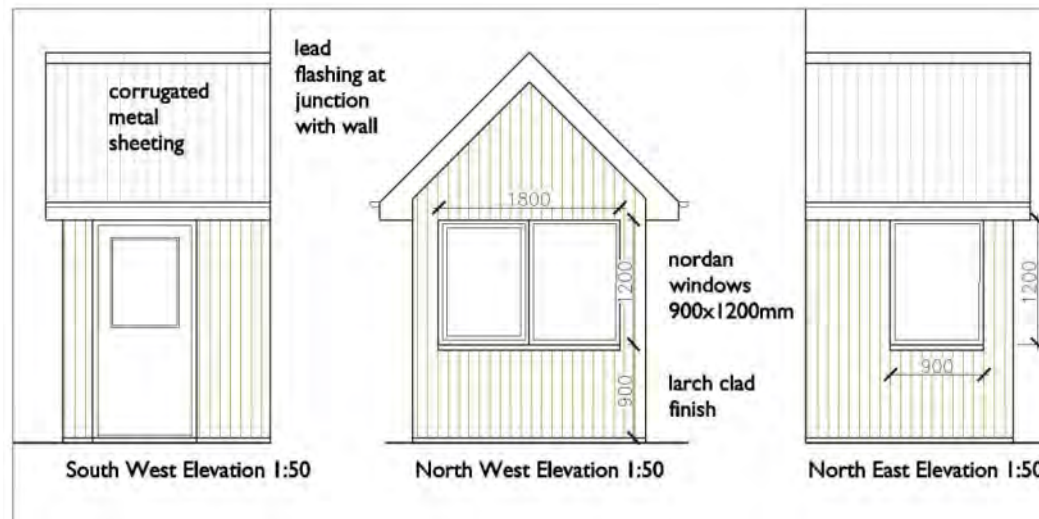 corrugated
metal
sheeting
lead
flashing at
junction
with wall
1800
1200
900
nordan
windows
900x1200mm
larch clad
finish
1200
900
South West Elevation 1:50
North West Elevation 1:50
North East Elevation 1:50